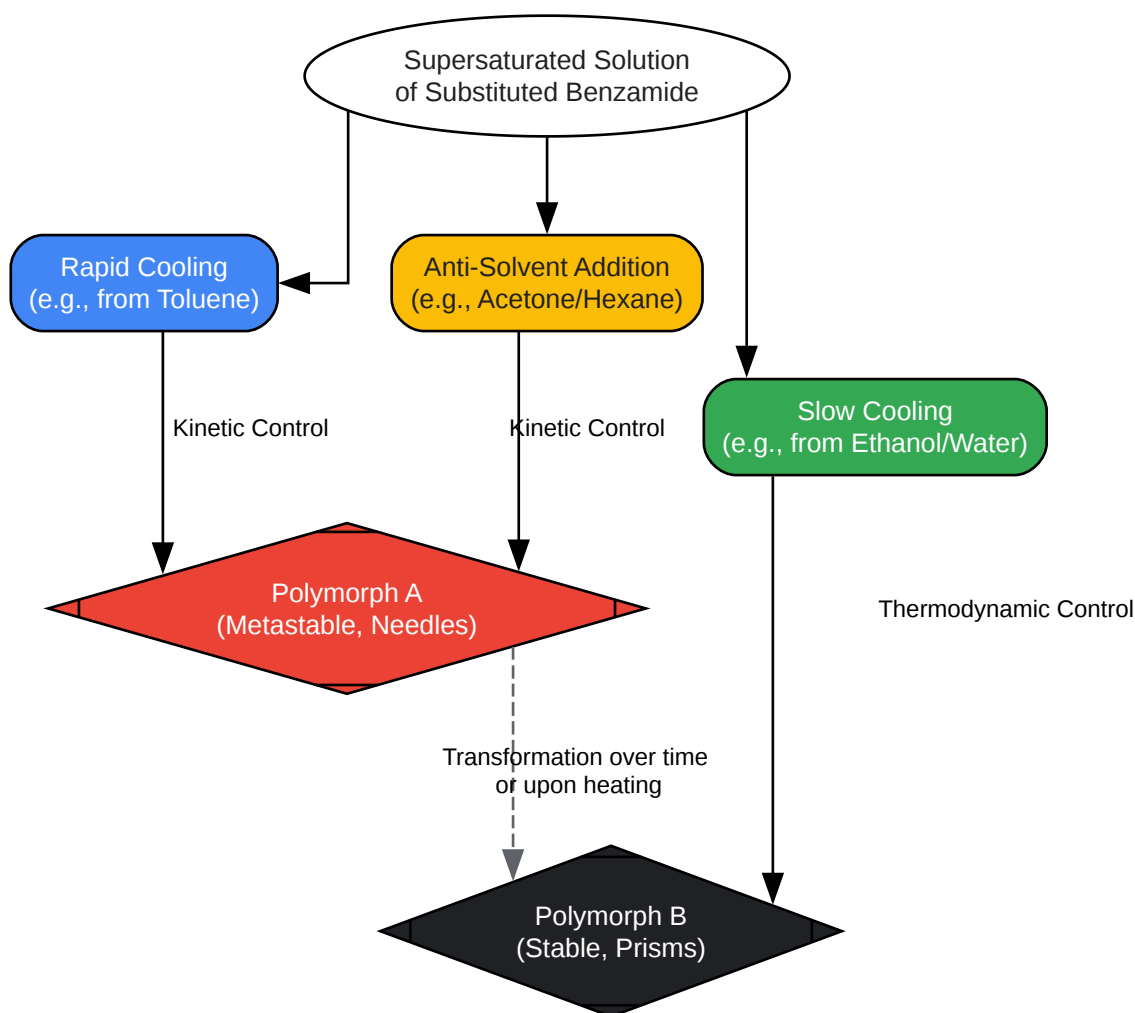 Supersaturated Solution
of Substituted Benzamide
Rapid Cooling
(e.g., from Toluene)
Anti-Solvent Addition
(e.g., Acetone/Hexane)
Slow Cooling
(e.g., from Ethanol/Water)
Kinetic Control
Kinetic Control
Polymorph A
(Metastable, Needles)
Thermodynamic Control
Transformation over time
or upon heating
Polymorph B
(Stable, Prisms)